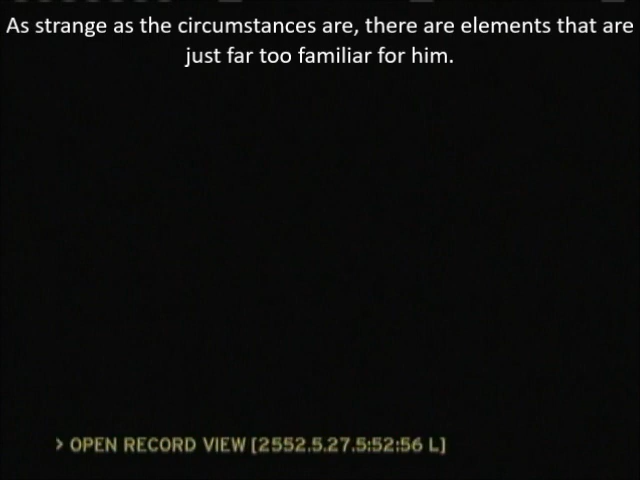 As strange as the circumstances are, there are elements that are
just far too familiar for him.
> OPEN RECORD VIEW [2552.5.27.5:52:56 L]